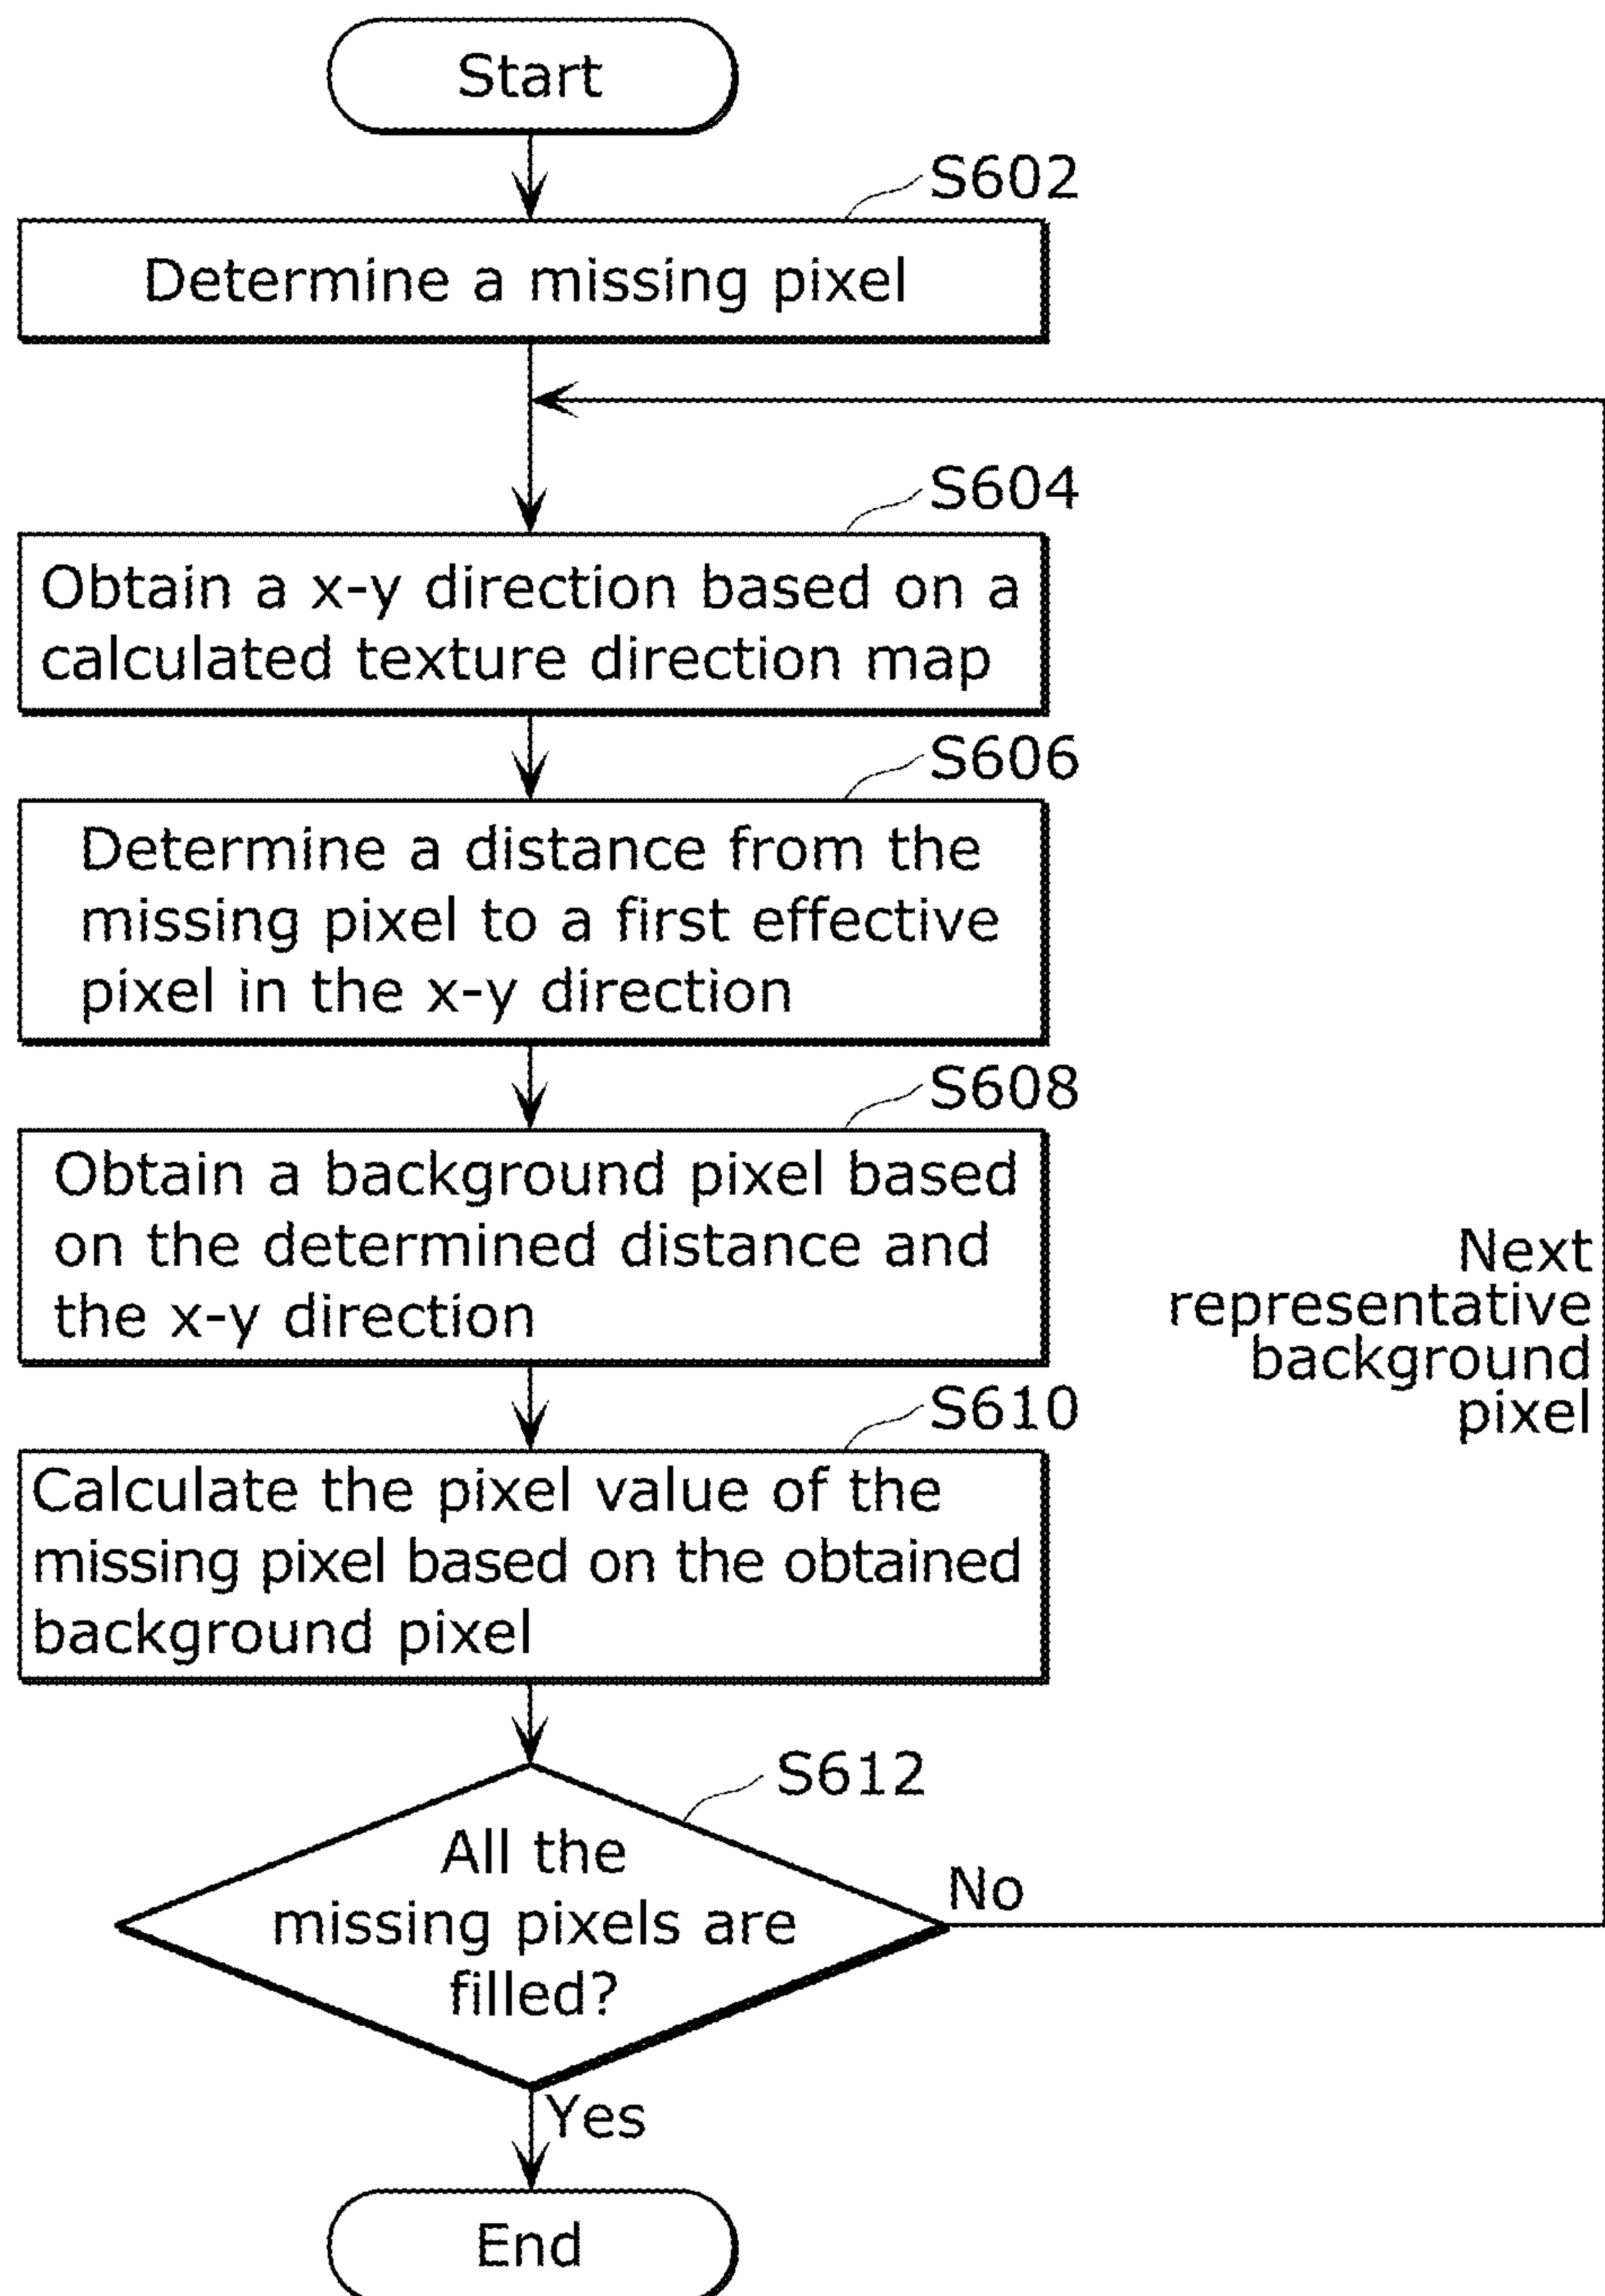 Start
S602
Determine a missing pixel
S604
Obtain a x-y direction based on a
calculated texture direction map
S606
Determine a distance from the
missing pixel to a first effective
pixel in the x-y direction
S608
Obtain a background pixel based
on the determined distance and
the x-y direction
Next
representative
background
pixel
S610
Calculate the pixel value of the
missing pixel based on the obtained
background pixel
S612
All the
missing pixels are
filled?
No
Yes
End